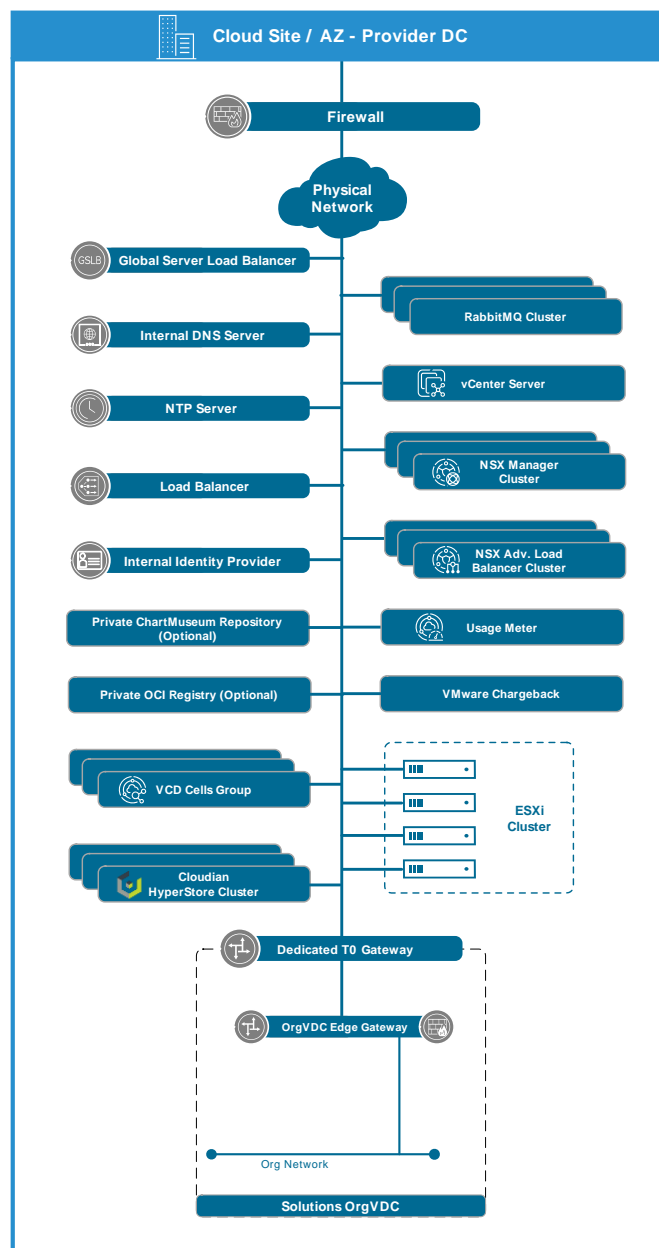 Cloud Site / AZ - Provider DC
Firewall
Physical
Network
GSLB
Global Server Load Balancer
RabbitMQ Cluster
Internal DNS Server
vCenter Server
NTP Server
NSX Manager
Cluster
Load Balancer
NSX Adv. Load
Balancer Cluster
Internal Identity Provider
Private ChartMuseum Repository
(Optional)
Usage Meter
Private OCI Registry (Optional)
VMware Chargeback
VCD Cells Group
ESXi
Cluster
Cloudian
HyperStore Cluster
Dedicated T0 Gateway
OrgVDC Edge Gateway
Org Network
Solutions OrgVDC